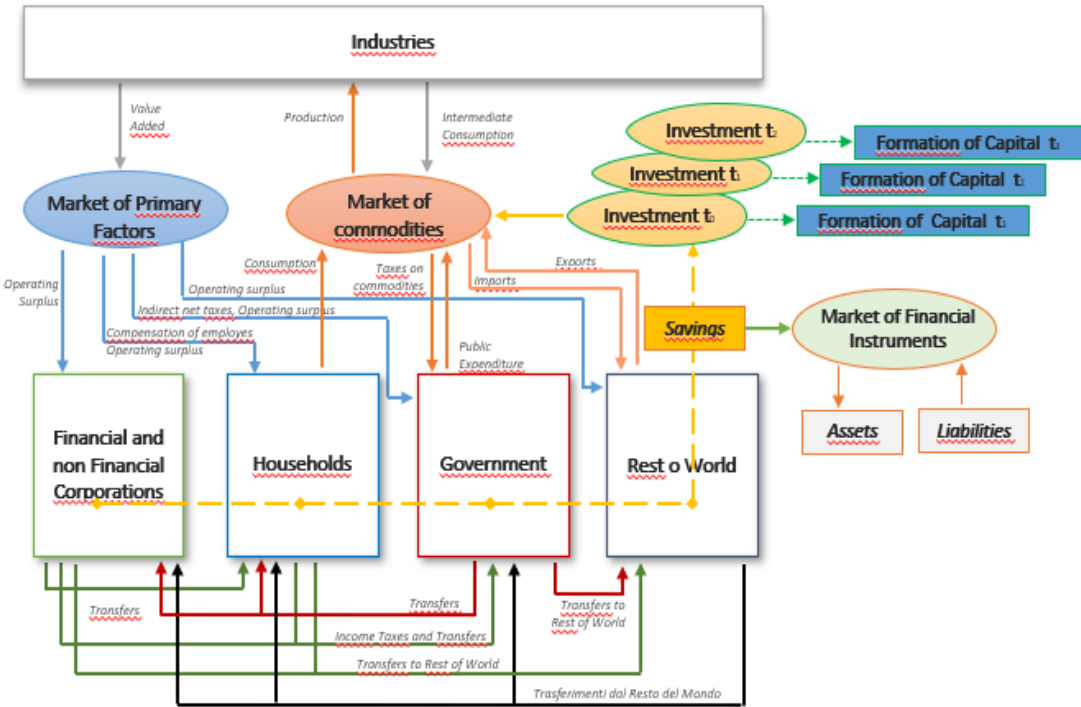 Industries
Value
Added
Production
Intermediate
Consumption
Investment t₂
Formation of Capital t₃
Investment t₁
Formation of Capital t₂
Investment t₀
Formation of Capital t₁
Market of Primary
Factors
Market of
commodities
Operating
Surplus
Consumption
Taxes on
commodities
Exports
Imports
Operating surplus
Indirect net taxes, Operating surplus
Compensation of employes
Operating surplus
Public
Expenditure
Savings
Market of Financial
Instruments
Assets
Liabilities
Financial and
non Financial
Corporations
Households
Government
Rest o World
Transfers
Transfers
Transfers to
Rest of World
Income Taxes and Transfers
Transfers to Rest of World
Trasferimenti dal Resto del Mondo